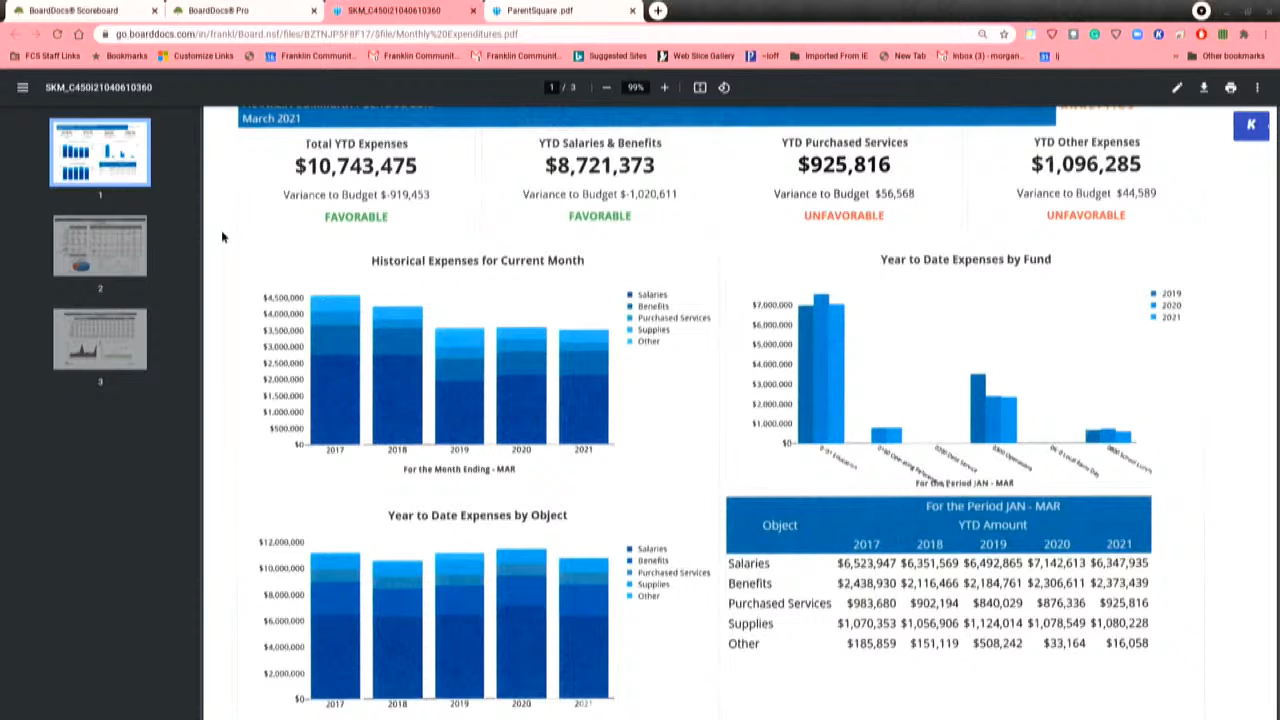 BoardDocs® Scoreboard
BoardDocs® Pro
SKM_C450i21040610360
ParentSquare .pdf
go.boarddocs.com/in/frankl/Board.nsf/files/BZTNJP5F8F17/$file/Monthly%20Expenditures.pdf
FCS Staff Links
Bookmarks
Customize Links
Franklin Communit...
Franklin Communit...
Franklin Communit...
Suggested Sites
Web Slice Gallery
Imported From IE
New Tab
Inbox (3) - morgan...
Other bookmarks
SKM_C450i21040610360
1 / 3
99%
1
2
3
K
March 2021
Total YTD Expenses
$10,743,475
Variance to Budget $-919,453
FAVORABLE
YTD Salaries & Benefits
$8,721,373
Variance to Budget $-1,020,611
FAVORABLE
YTD Purchased Services
$925,816
Variance to Budget $56,568
UNFAVORABLE
YTD Other Expenses
$1,096,285
Variance to Budget $44,589
UNFAVORABLE
Historical Expenses for Current Month
$4,500,000
$4,000,000
$3,500,000
$3,000,000
$2,500,000
$2,000,000
$1,500,000
$1,000,000
$500,000
$0
2017 2018 2019 2020 2021
For the Month Ending - MAR
Salaries
Benefits
Purchased Services
Supplies
Other
Year to Date Expenses by Fund
$7,000,000
$6,000,000
$5,000,000
$4,000,000
$3,000,000
$2,000,000
$1,000,000
$0
2019
2020
2021
For the Period JAN - MAR
Year to Date Expenses by Object
$12,000,000
$10,000,000
$8,000,000
$6,000,000
$4,000,000
$2,000,000
$0
2017 2018 2019 2020 2021
Salaries
Benefits
Purchased Services
Supplies
Other
For the Period JAN - MAR
Object YTD Amount
2017 2018 2019 2020 2021
Salaries $6,523,947 $6,351,569 $6,492,865 $7,142,613 $6,347,935
Benefits $2,438,930 $2,116,466 $2,184,761 $2,306,611 $2,373,439
Purchased Services $983,680 $902,194 $840,029 $876,336 $925,816
Supplies $1,070,353 $1,056,906 $1,124,014 $1,078,549 $1,080,228
Other $185,859 $151,119 $508,242 $33,164 $16,058